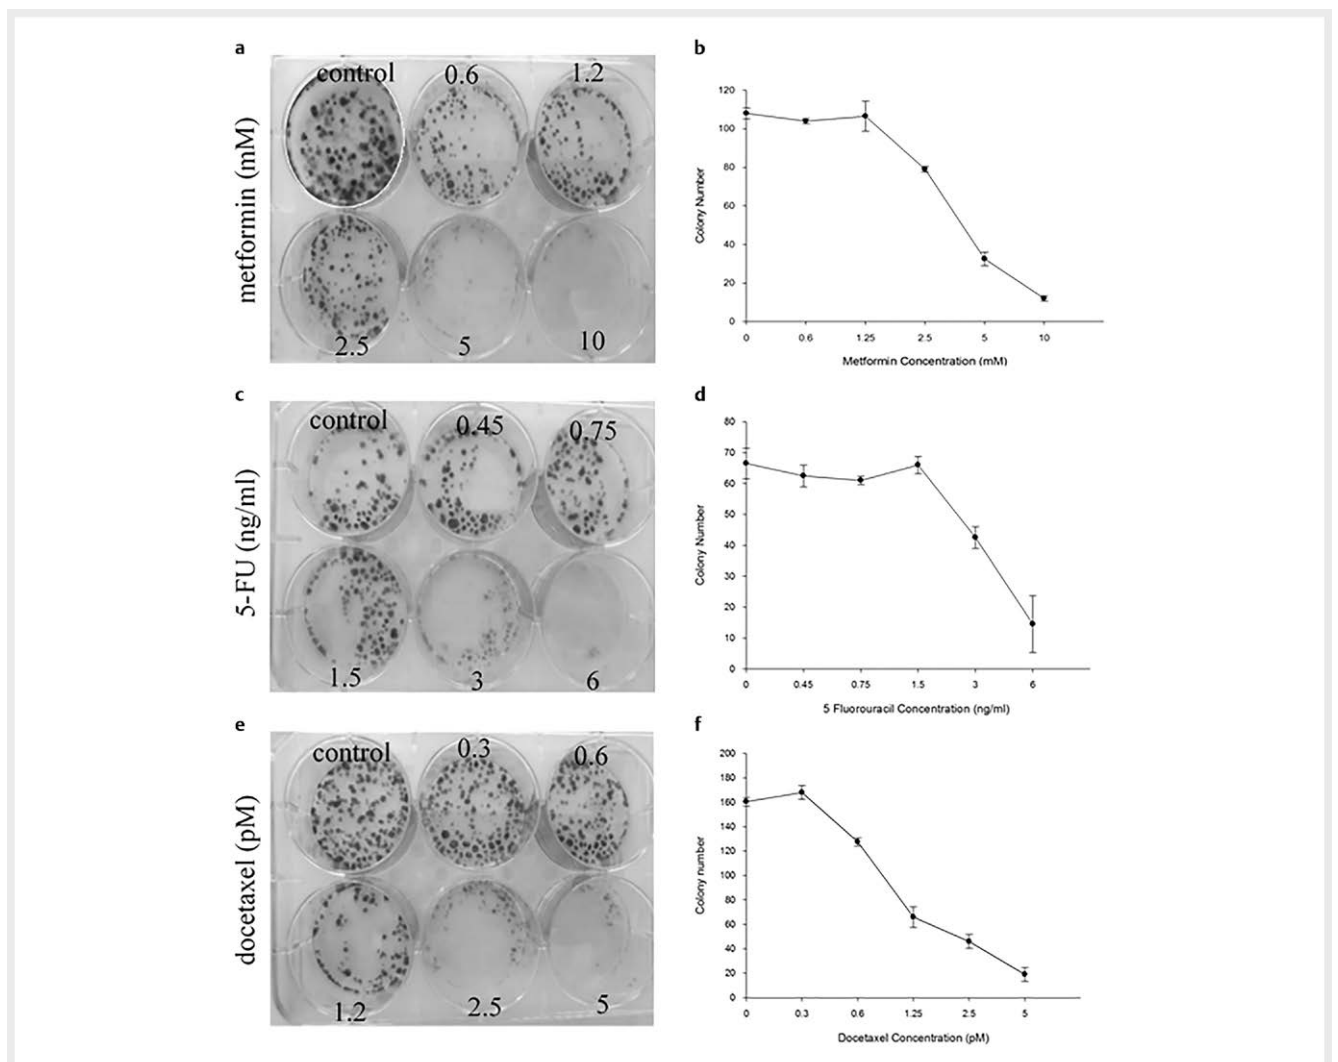 a
control 0.6 1.2
metformin (mM)
2.5 5 10
b
120
100
80
60
40
20
0
Colony Number
0 0.6 1.25 2.5 5 10
Metformin Concentration (mM)
c
control 0.45 0.75
5-FU (ng/ml)
1.5 3 6
d
80
70
60
50
40
30
20
10
0
Colony Number
0 0.45 0.75 1.5 3 6
5 Fluorouracil Concentration (ng/ml)
e
control 0.3 0.6
docetaxel (pM)
1.2 2.5 5
f
200
180
160
140
120
100
80
60
40
20
0
Colony number
0 0.3 0.6 1.25 2.5 5
Docetaxel Concentration (pM)